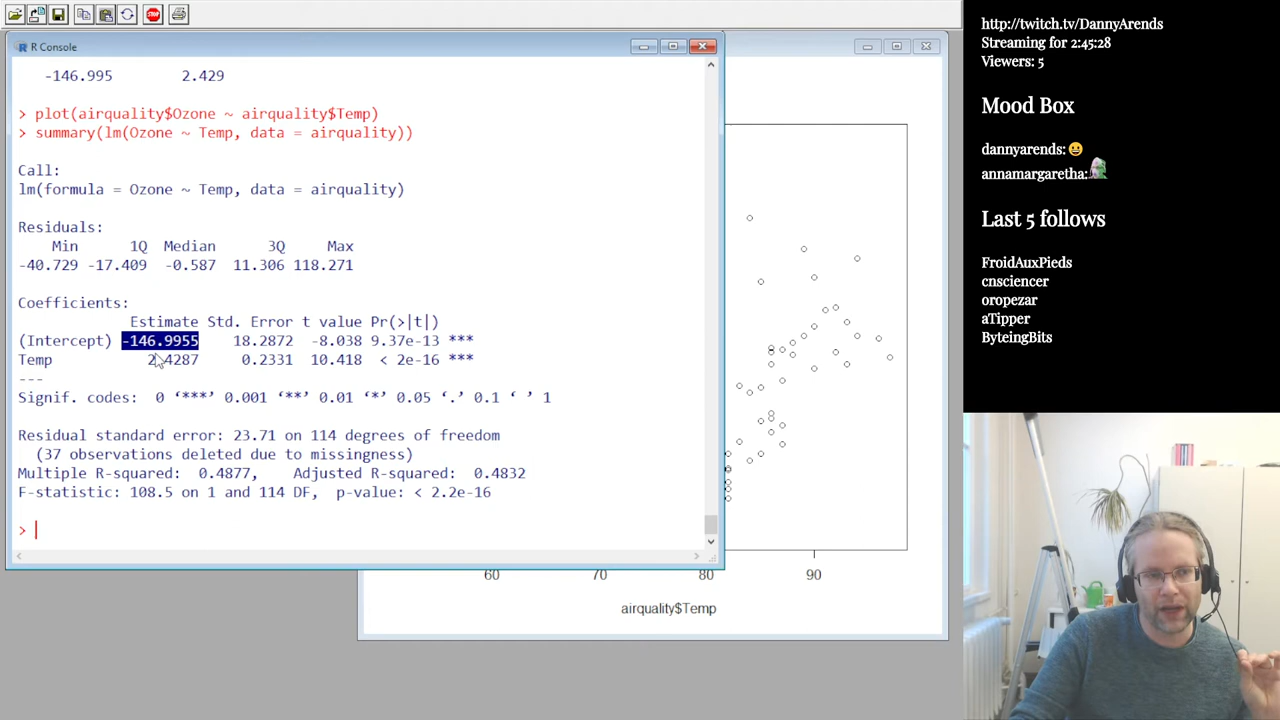 STOP
R Console
-146.995 2.429
> plot(airquality$Ozone ~ airquality$Temp)
> summary(lm(Ozone ~ Temp, data = airquality))
Call:
lm(formula = Ozone ~ Temp, data = airquality)
Residuals:
Min 1Q Median 3Q Max
-40.729 -17.409 -0.587 11.306 118.271
Coefficients:
Estimate Std. Error t value Pr(>|t|)
(Intercept) -146.9955 18.2872 -8.038 9.37e-13 ***
Temp 2.4287 0.2331 10.418 < 2e-16 ***
---
Signif. codes: 0 ‘***’ 0.001 ‘**’ 0.01 ‘*’ 0.05 ‘.’ 0.1 ‘ ’ 1
Residual standard error: 23.71 on 114 degrees of freedom
(37 observations deleted due to missingness)
Multiple R-squared: 0.4877, Adjusted R-squared: 0.4832
F-statistic: 108.5 on 1 and 114 DF, p-value: < 2.2e-16
>
60 70 80 90
airquality$Temp
http://twitch.tv/DannyArends
Streaming for 2:45:28
Viewers: 5
Mood Box
dannyarends:
annamargaretha:
Last 5 follows
FroidAuxPieds
cnsciencer
oropezar
aTipper
ByteingBits